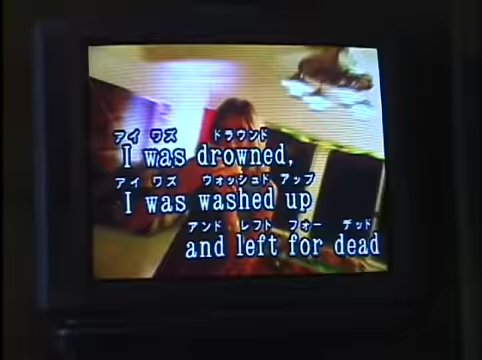 アイ ワズ ドラウンド
I was drowned,
アイ ワズ ウォッシュド アップ
I was washed up
アンド レフト フォー デッド
and left for dead